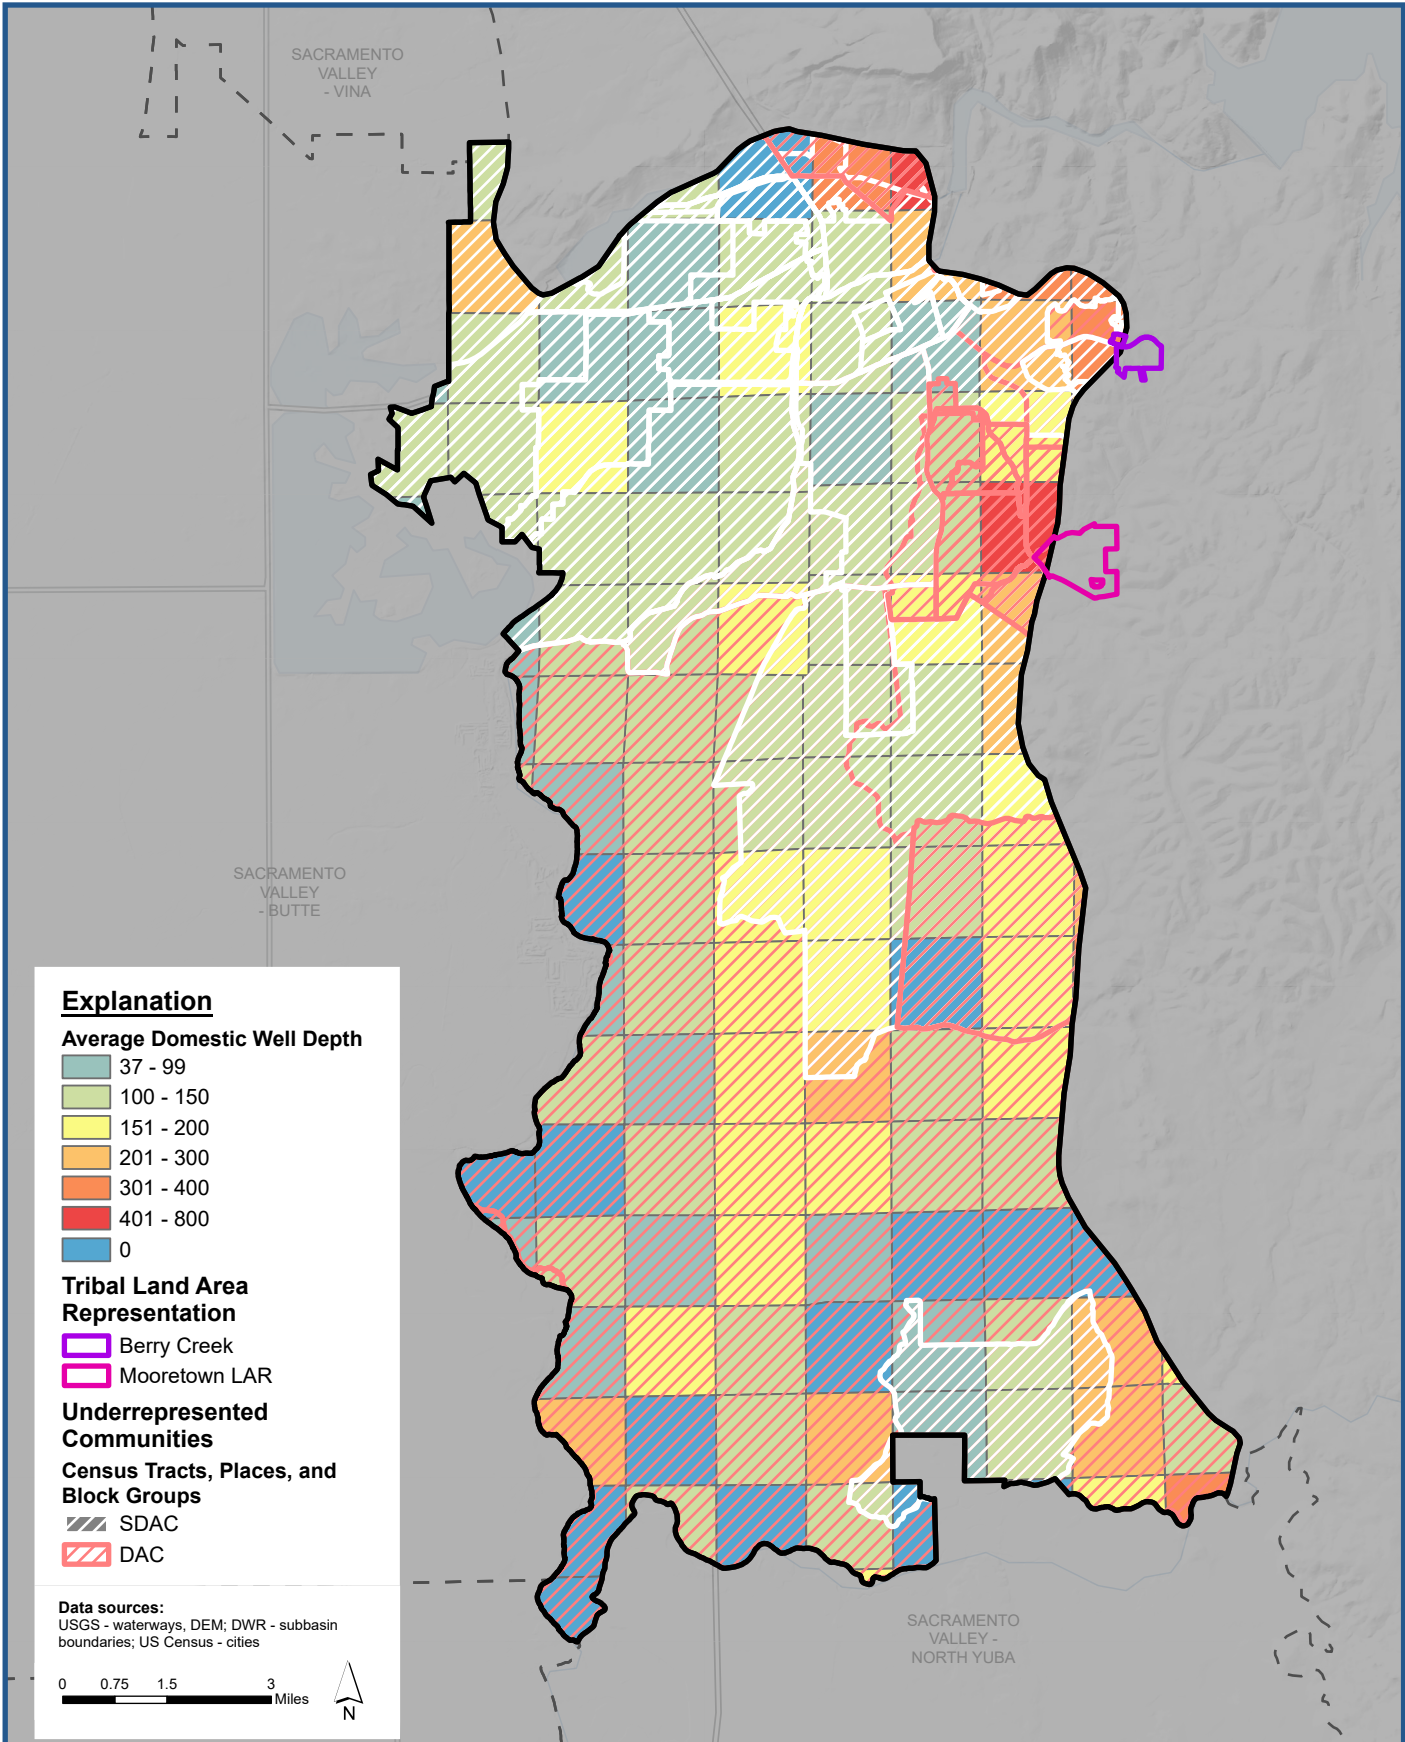 SACRAMENTO
VALLEY
- VINA
SACRAMENTO
VALLEY
- BUTTE
Explanation
Average Domestic Well Depth
37 - 99
100 - 150
151 - 200
201 - 300
301 - 400
401 - 800
0
Tribal Land Area
Representation
Berry Creek
Mooretown LAR
Underrepresented
Communities
Census Tracts, Places, and
Block Groups
SDAC
DAC
Data sources:
USGS - waterways, DEM; DWR - subbasin
boundaries; US Census - cities
0 0.75 1.5 3
Miles
N
SACRAMENTO
VALLEY -
NORTH YUBA